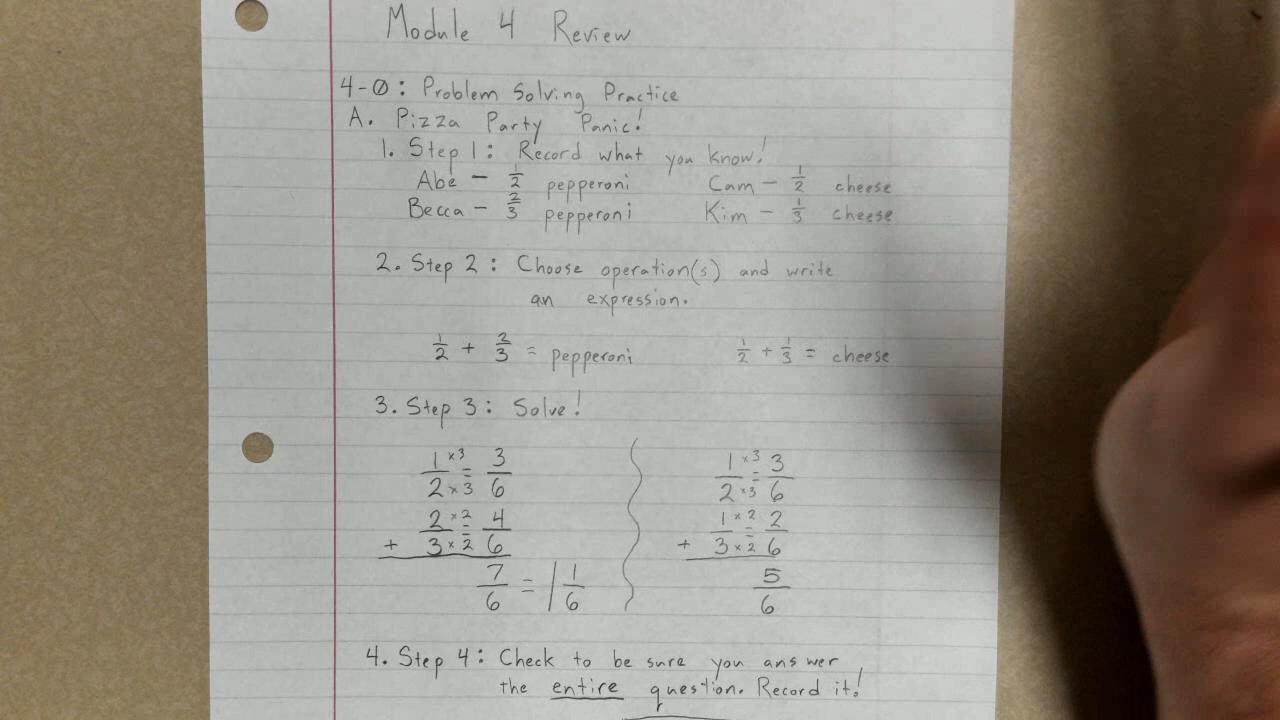 Module 4 Review
4-0: Problem Solving Practice
A. Pizza Party Panic!
1. Step 1: Record what you know!
Abe - 1/2 pepperoni Cam - 1/2 cheese
Becca - 2/3 pepperoni Kim - 1/3 cheese
2. Step 2: Choose operation(s) and write
an expression.
1/2 + 2/3 = pepperoni 1/2 + 1/3 = cheese
3. Step 3: Solve!
1 ×3 / 2 ×3 = 3/6 1 ×3 / 2 ×3 = 3/6
+ 2 ×2 / 3 ×2 = 4/6 + 1 ×2 / 3 ×2 = 2/6
7/6 = 1 1/6 5/6
4. Step 4: Check to be sure you answer
the entire question. Record it!